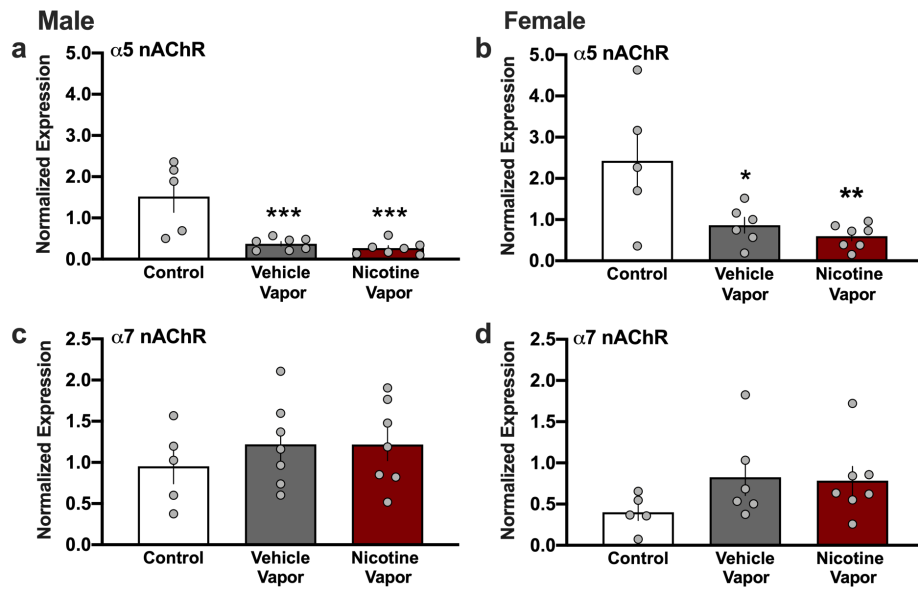 Male
Female
a
α5 nAChR
Normalized Expression
5.0
4.0
3.0
2.0
1.0
0.0
***
***
Control
Vehicle
Vapor
Nicotine
Vapor
b
α5 nAChR
Normalized Expression
5.0
4.0
3.0
2.0
1.0
0.0
*
**
Control
Vehicle
Vapor
Nicotine
Vapor
c
α7 nAChR
Normalized Expression
2.5
2.0
1.5
1.0
0.5
0.0
Control
Vehicle
Vapor
Nicotine
Vapor
d
α7 nAChR
Normalized Expression
2.5
2.0
1.5
1.0
0.5
0.0
Control
Vehicle
Vapor
Nicotine
Vapor